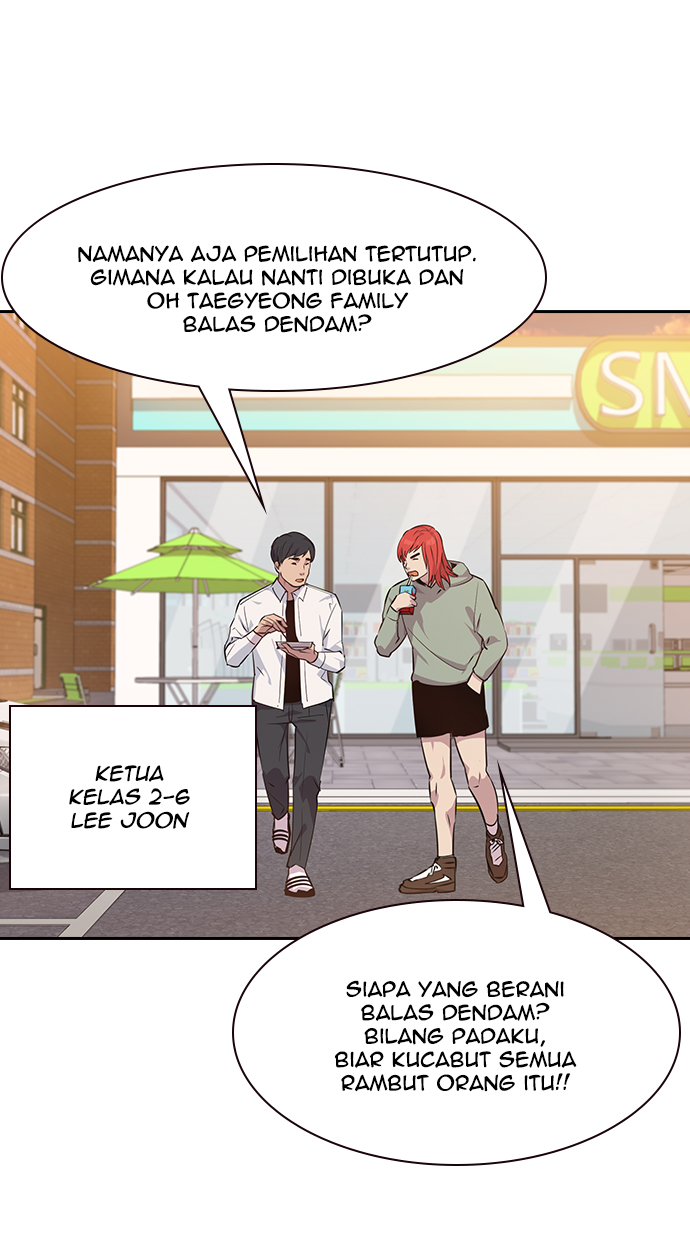 NAMANYA AJA PEMILIHAN TERTUTUP.
GIMANA KALAU NANTI DIBUKA DAN
OH TAEGYEONG FAMILY
BALAS DENDAM?
SN
KETUA
KELAS 2-6
LEE JOON
SIAPA YANG BERANI
BALAS DENDAM?
BILANG PADAKU,
BIAR KUCABUT SEMUA
RAMBUT ORANG ITU!!